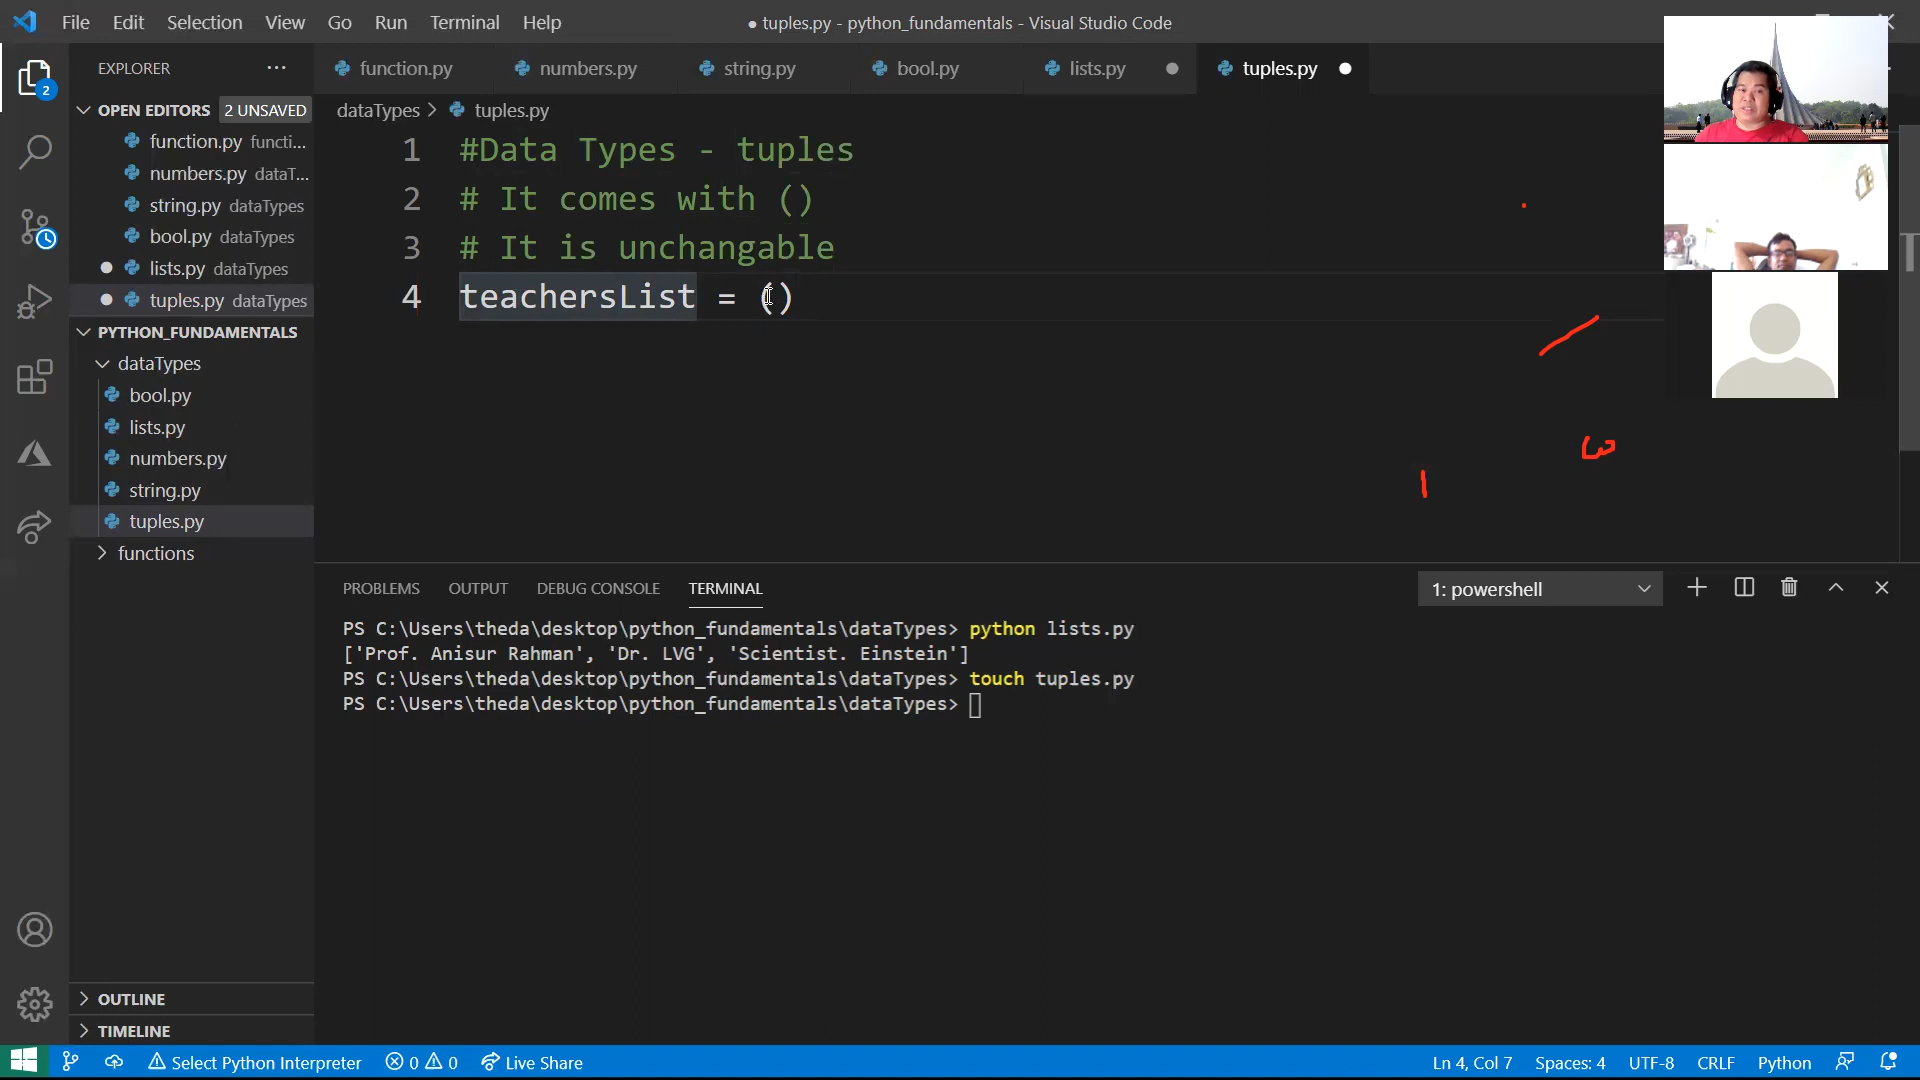 File Edit Selection View Go Run Terminal Help
● tuples.py - python_fundamentals - Visual Studio Code
EXPLORER ···
function.py
numbers.py
string.py
bool.py
lists.py
tuples.py
OPEN EDITORS 2 UNSAVED
function.py functi...
numbers.py dataT...
string.py dataTypes
bool.py dataTypes
lists.py dataTypes
tuples.py dataTypes
PYTHON_FUNDAMENTALS
dataTypes
bool.py
lists.py
numbers.py
string.py
tuples.py
functions
OUTLINE
TIMELINE
2
dataTypes > tuples.py
1 #Data Types - tuples
2 # It comes with ()
3 # It is unchangable
4 teachersList = ()
PROBLEMS OUTPUT DEBUG CONSOLE TERMINAL
1: powershell
PS C:\Users\theda\desktop\python_fundamentals\dataTypes> python lists.py
['Prof. Anisur Rahman', 'Dr. LVG', 'Scientist. Einstein']
PS C:\Users\theda\desktop\python_fundamentals\dataTypes> touch tuples.py
PS C:\Users\theda\desktop\python_fundamentals\dataTypes>
Select Python Interpreter 0 0 Live Share
Ln 4, Col 7 Spaces: 4 UTF-8 CRLF Python